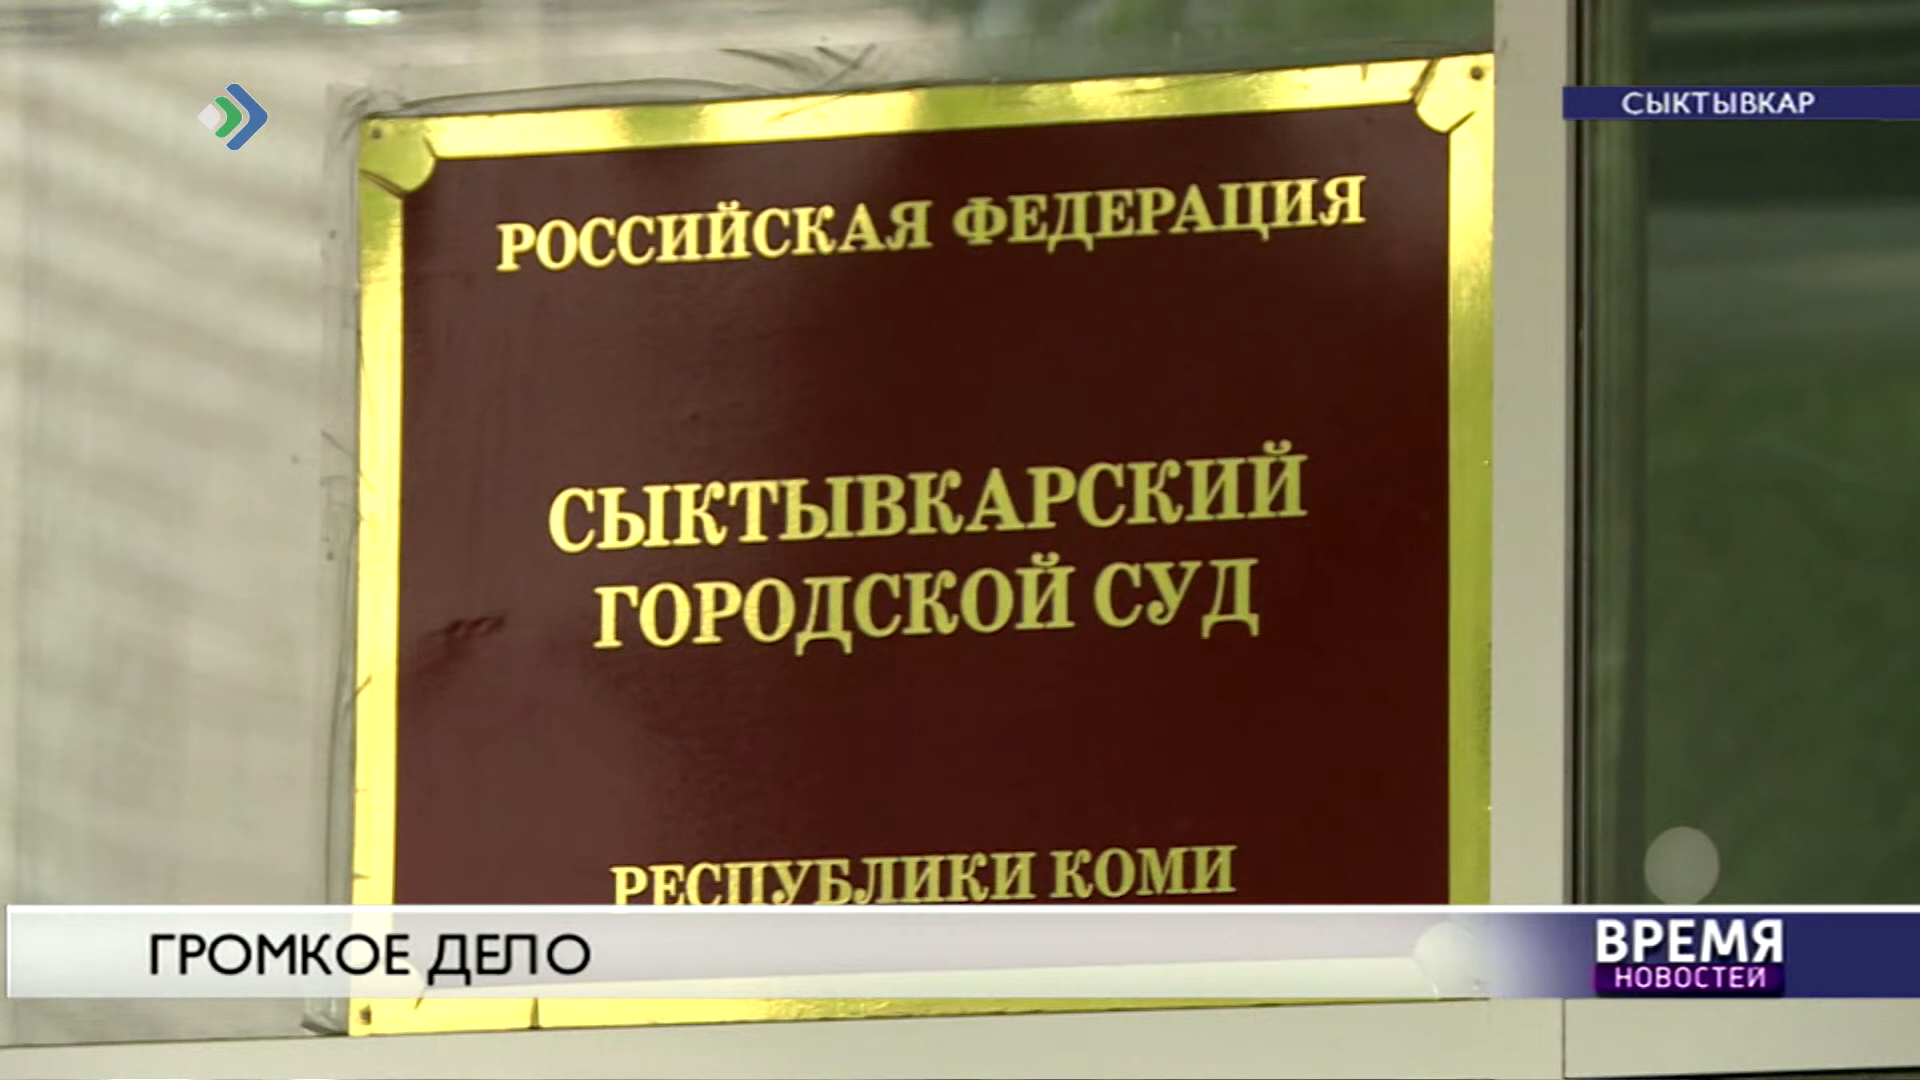 СЫКТЫВКАР
РОССИЙСКАЯ ФЕДЕРАЦИЯ
СЫКТЫВКАРСКИЙ
ГОРОДСКОЙ СУД
РЕСПУБЛИКИ КОМИ
ГРОМКОЕ ДЕЛО
ВРЕМЯ
НОВОСТЕЙ